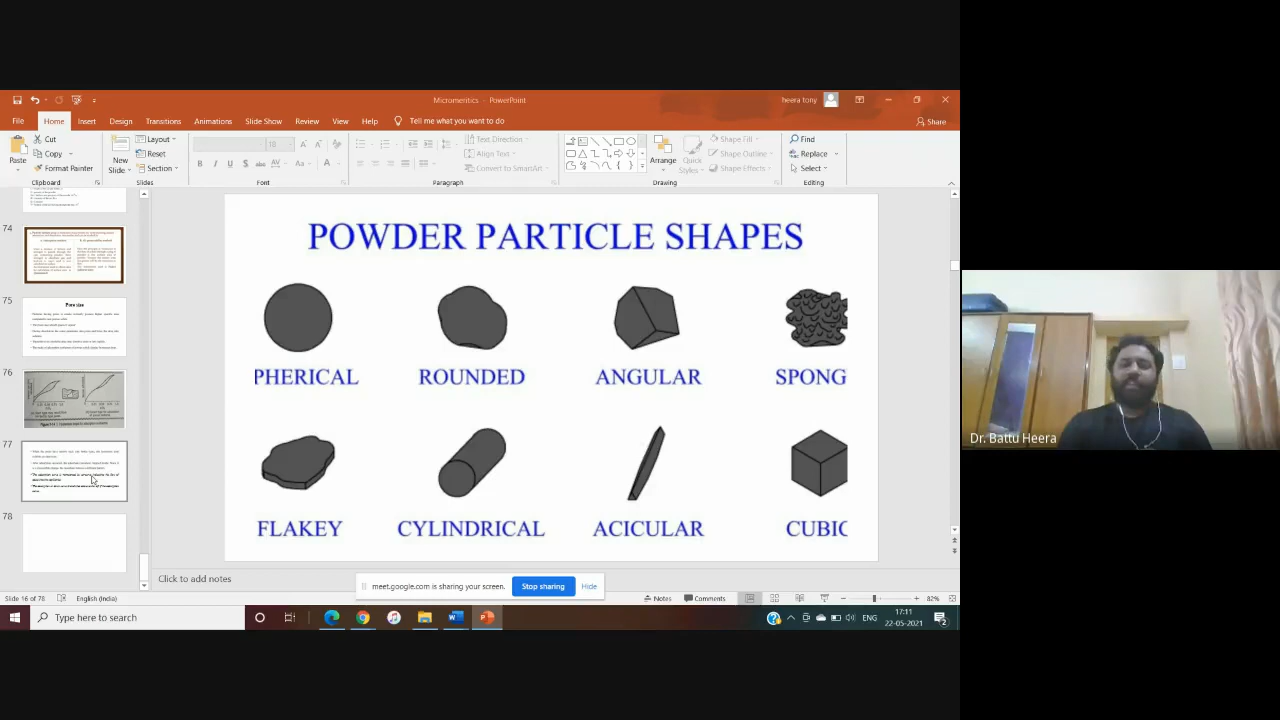 Micromeritics - PowerPoint
heera tony
File Home Insert Design Transitions Animations Slide Show Review View Help Tell me what you want to do
Share
Paste
Cut
Copy
Format Painter
Clipboard
New Slide
Layout
Reset
Section
Slides
18
Font
Text Direction
Align Text
Convert to SmartArt
Paragraph
Arrange
Quick Styles
Shape Fill
Shape Outline
Shape Effects
Drawing
Find
Replace
Select
Editing
74
75
Pore size
76
77
78
POWDER PARTICLE SHAPES
PHERICAL ROUNDED ANGULAR SPONG
FLAKEY CYLINDRICAL ACICULAR CUBIC
Dr. Battu Heera
Click to add notes
meet.google.com is sharing your screen. Stop sharing Hide
Slide 16 of 78 English (India) Notes Comments 82%
Type here to search
ENG
17:11
22-05-2021
2